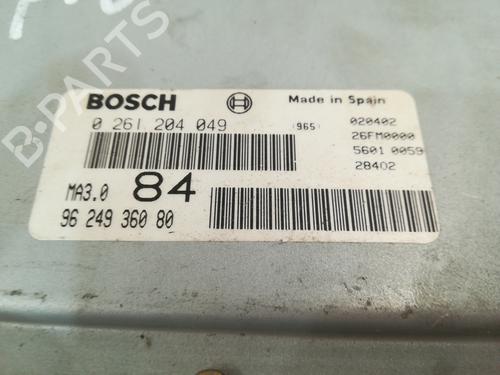 B-PARTS
BOSCH
Made in Spain
0 261 204 049
(965)
020402
26FM0000
5601 0059
28402
MA3.0
84
96 249 360 80